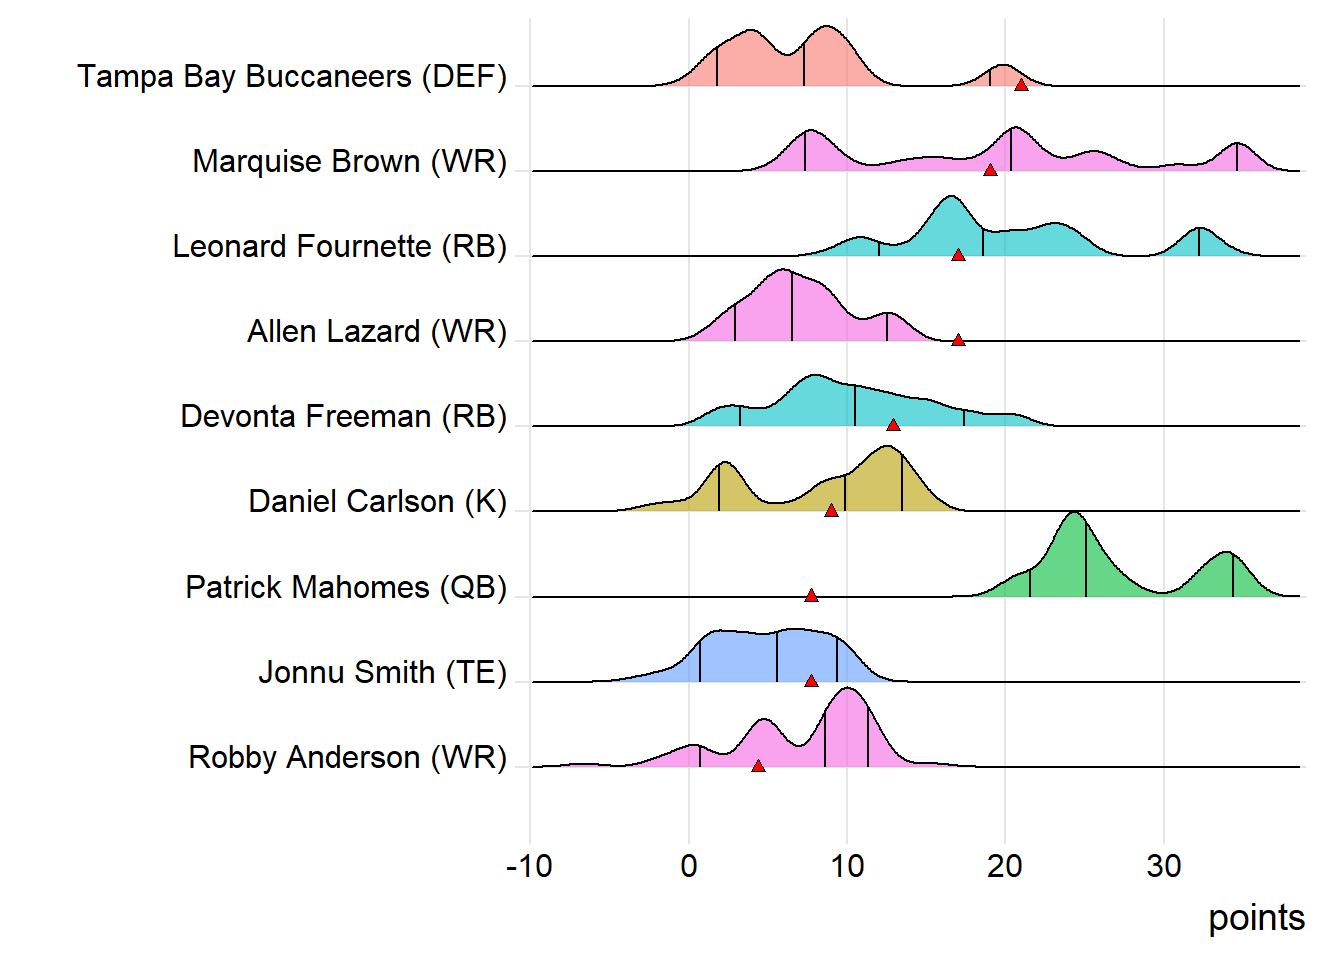 Tampa Bay Buccaneers (DEF)
Marquise Brown (WR)
Leonard Fournette (RB)
Allen Lazard (WR)
Devonta Freeman (RB)
Daniel Carlson (K)
Patrick Mahomes (QB)
Jonnu Smith (TE)
Robby Anderson (WR)
-10 0 10 20 30
points